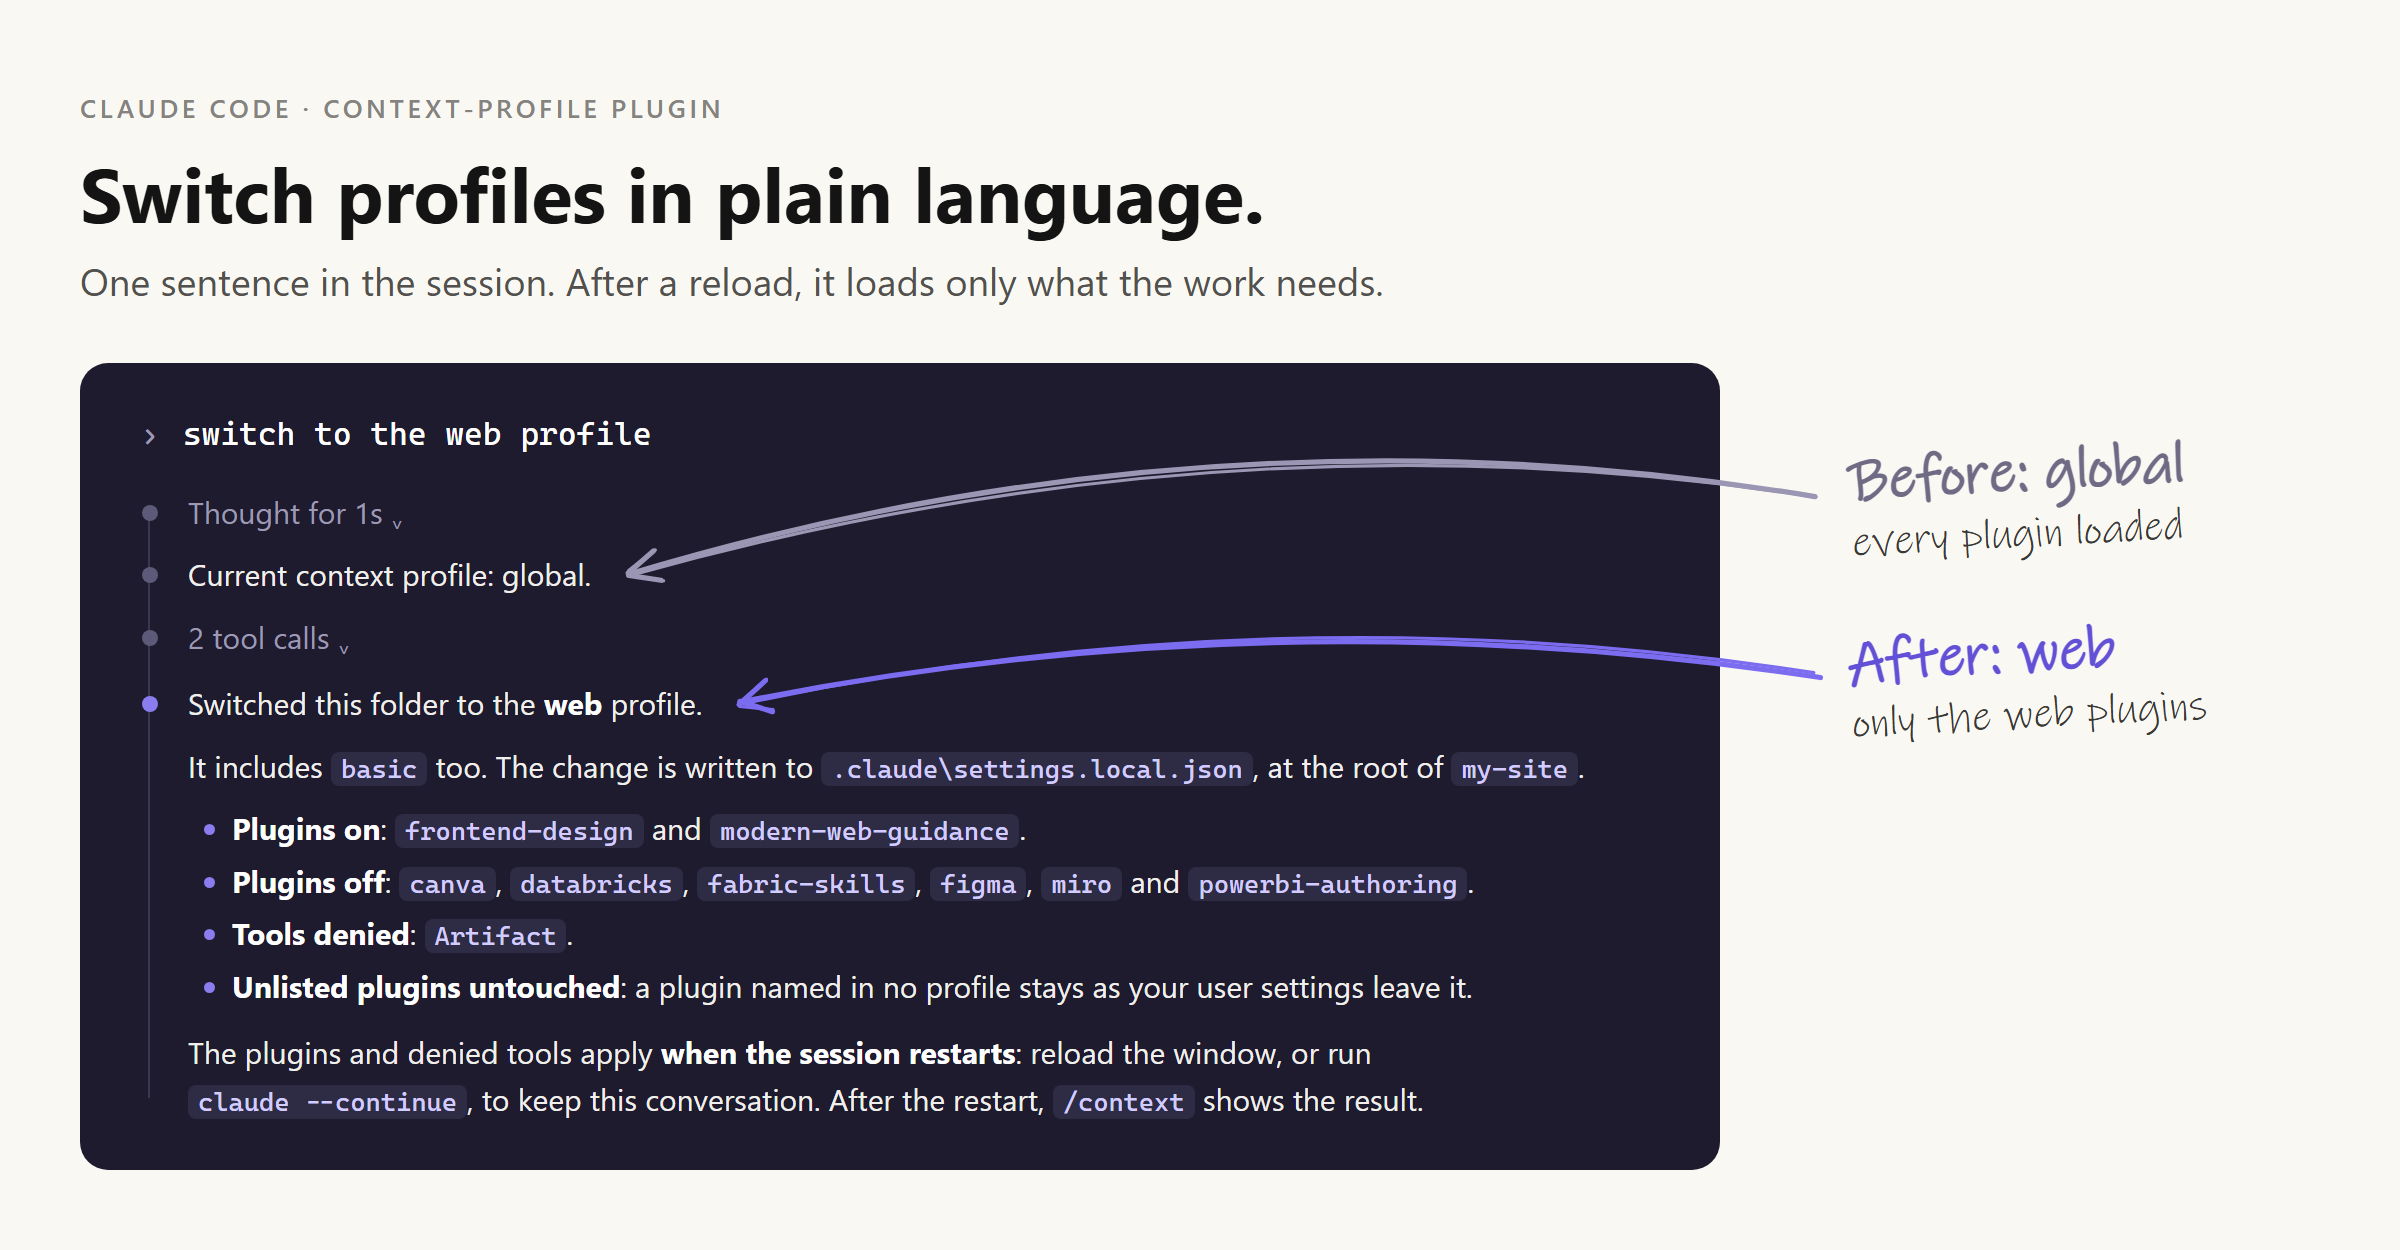 CLAUDE CODE · CONTEXT-PROFILE PLUGIN
Switch profiles in plain language.
One sentence in the session. After a reload, it loads only what the work needs.
› switch to the web profile
Thought for 1s ˅
Current context profile: global.
2 tool calls ˅
Switched this folder to the web profile.
It includes basic too. The change is written to .claude\settings.local.json, at the root of my-site.
• Plugins on: frontend-design and modern-web-guidance.
• Plugins off: canva, databricks, fabric-skills, figma, miro and powerbi-authoring.
• Tools denied: Artifact.
• Unlisted plugins untouched: a plugin named in no profile stays as your user settings leave it.
The plugins and denied tools apply when the session restarts: reload the window, or run
claude --continue, to keep this conversation. After the restart, /context shows the result.
Before: global
every plugin loaded
After: web
only the web plugins